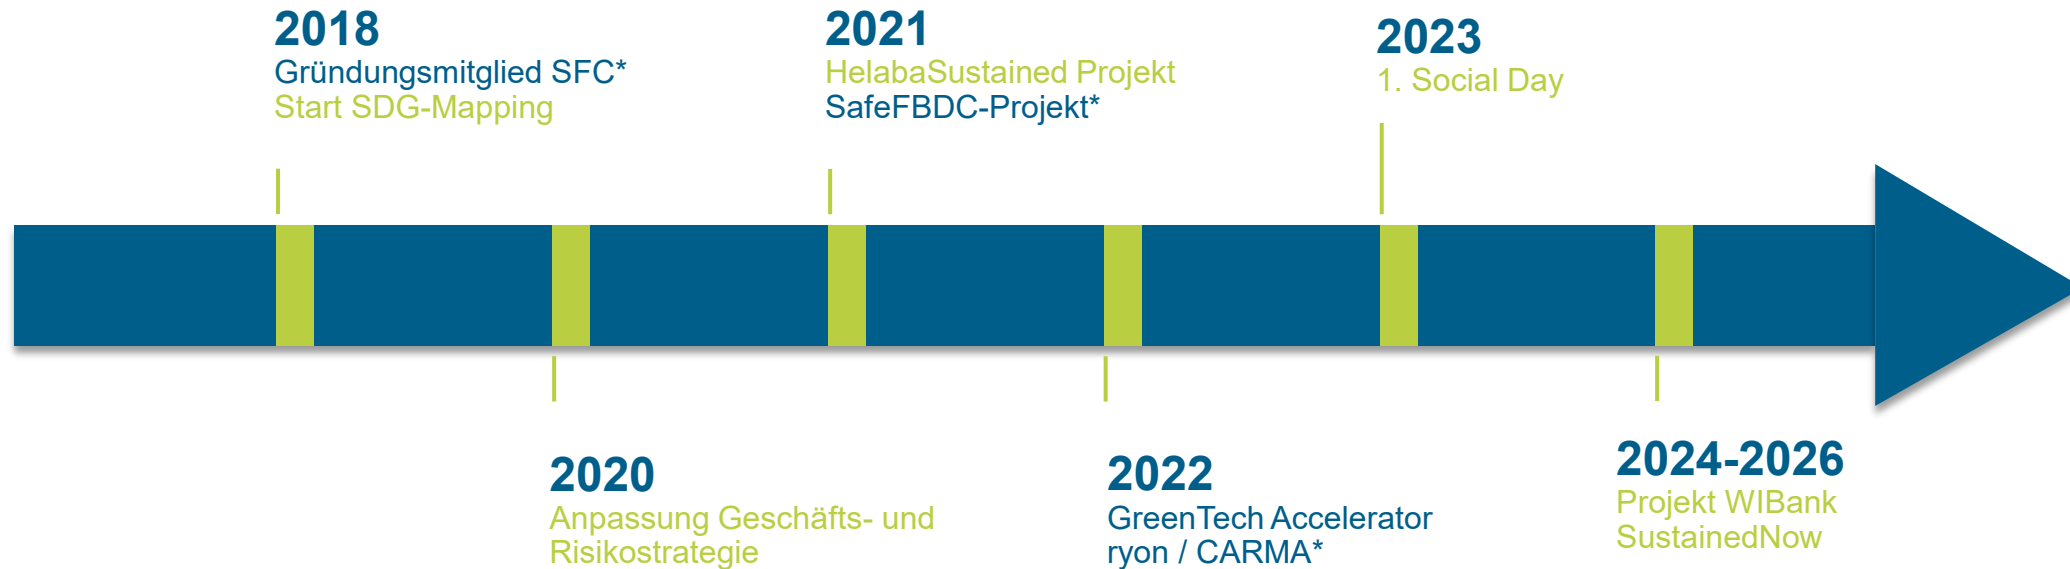 2018
Gründungsmitglied SFC*
Start SDG-Mapping
2020
Anpassung Geschäfts- und
Risikostrategie
2021
HelabaSustained Projekt
SafeFBDC-Projekt*
2022
GreenTech Accelerator
ryon / CARMA*
2023
1. Social Day
2024-2026
Projekt WIBank
SustainedNow